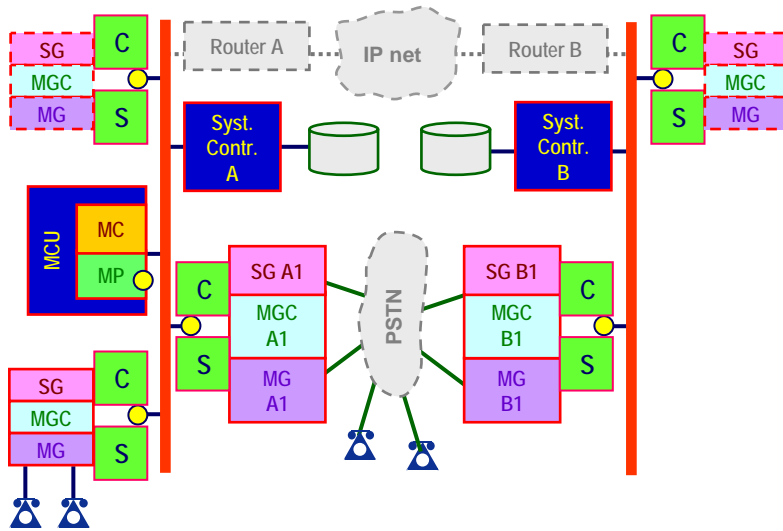 SG
MGC
MG
C
S
Router A
IP net
Router B
C
S
SG
MGC
MG
Syst.
Contr.
A
Syst.
Contr.
B
MCU
MC
MP
C
S
SG A1
MGC
A1
MG
A1
PSTN
SG B1
MGC
B1
MG
B1
C
S
SG
MGC
MG
C
S